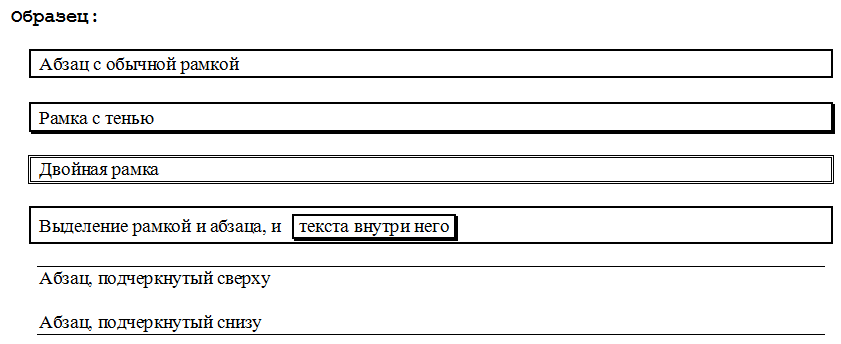 Образец:
Абзац с обычной рамкой
Рамка с тенью
Двойная рамка
Выделение рамкой и абзаца, и текста внутри него
Абзац, подчеркнутый сверху
Абзац, подчеркнутый снизу